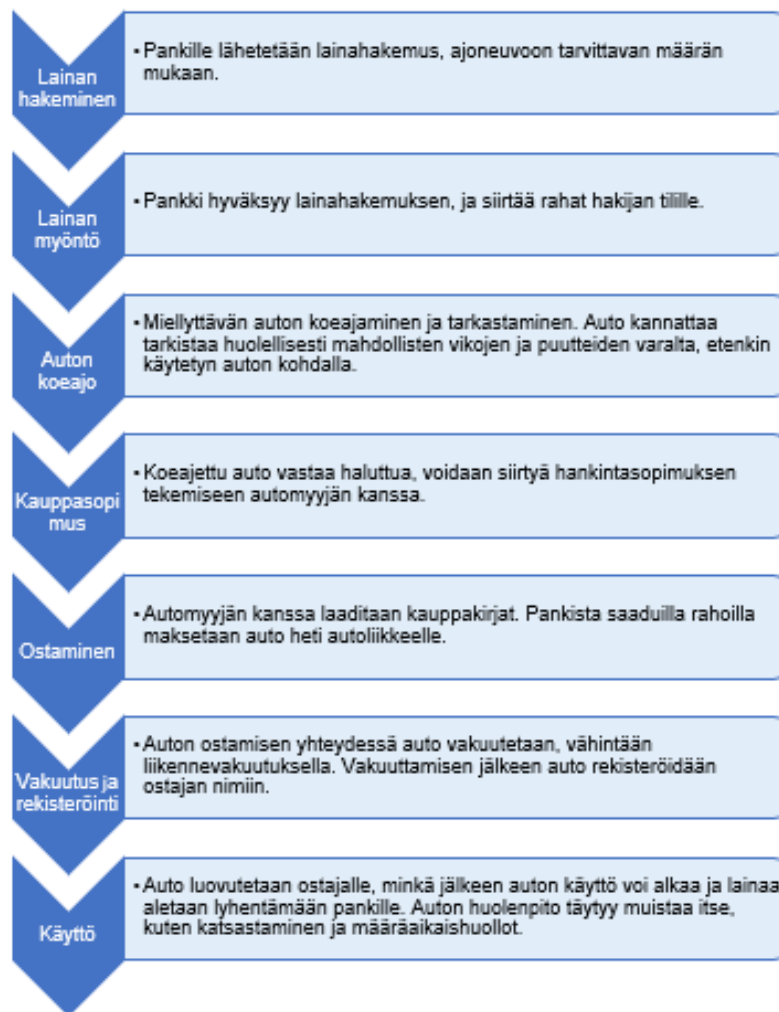 Lainan
hakeminen
▪ Pankille lähetetään lainahakemus, ajoneuvoon tarvittavan määrän
mukaan.
Lainan
myöntö
▪ Pankki hyväksyy lainahakemuksen, ja siirtää rahat hakijan tilille.
Auton
koeajo
▪ Miellyttävän auton koeajaminen ja tarkastaminen. Auto kannattaa
tarkistaa huolellisesti mahdollisten vikojen ja puutteiden varalta, etenkin
käytetyn auton kohdalla.
Kauppasopi
mus
▪ Koeajettu auto vastaa haluttua, voidaan siirtyä hankintasopimuksen
tekemiseen automyyjän kanssa.
Ostaminen
▪ Automyyjän kanssa laaditaan kauppakirjat. Pankista saaduilla rahoilla
maksetaan auto heti autoliikkeelle.
Vakuutus ja
rekisteröinti
▪ Auton ostamisen yhteydessä auto vakuutetaan, vähintään
liikennevakuutuksella. Vakuuttamisen jälkeen auto rekisteröidään
ostajan nimiin.
Käyttö
▪ Auto luovutetaan ostajalle, minkä jälkeen auton käyttö voi alkaa ja lainaa
aletaan lyhentämään pankille. Auton huolenpito täytyy muistaa itse,
kuten katsastaminen ja määräaikaishuollot.